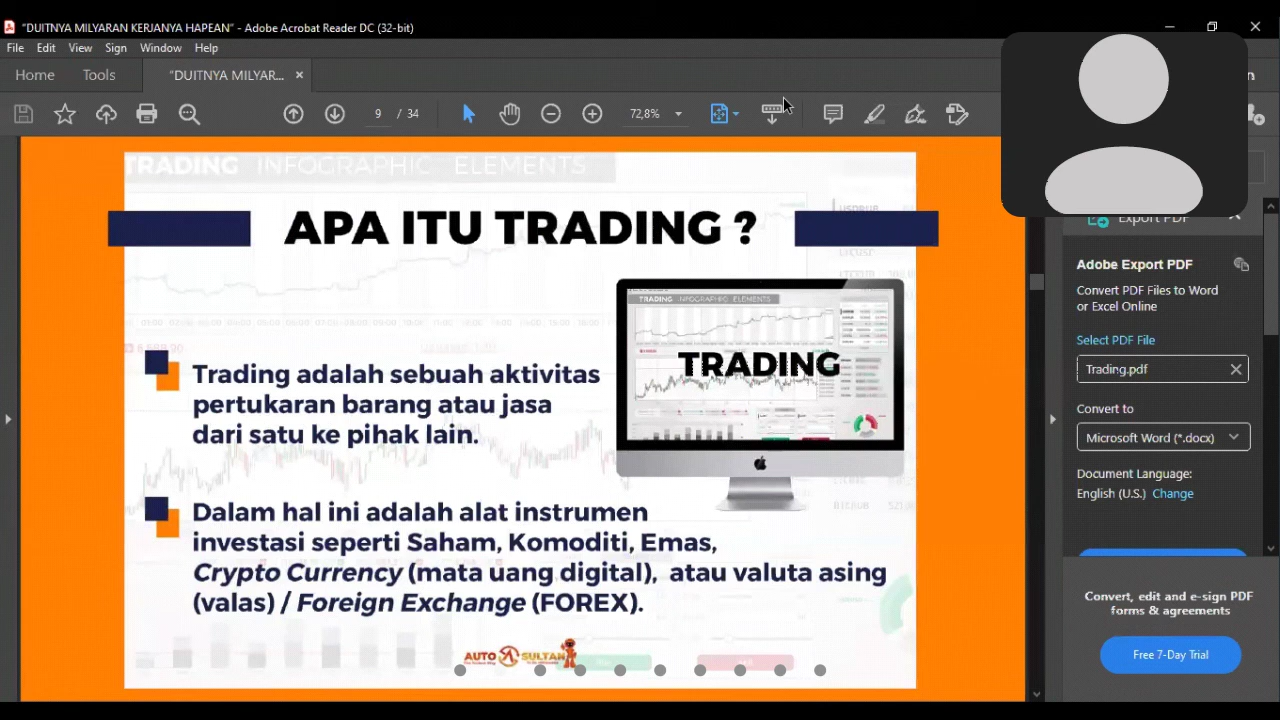 "DUITNYA MILYARAN KERJANYA HAPEAN" - Adobe Acrobat Reader DC (32-bit)
File Edit View Sign Window Help
Home Tools "DUITNYA MILYAR... ×
9 / 34 72,8%
TRADING INFOGRAPHIC ELEMENTS
APA ITU TRADING ?
TRADING INFOGRAPHIC ELEMENTS
TRADING
Trading adalah sebuah aktivitas
pertukaran barang atau jasa
dari satu ke pihak lain.
Dalam hal ini adalah alat instrumen
investasi seperti Saham, Komoditi, Emas,
Crypto Currency (mata uang digital), atau valuta asing
(valas) / Foreign Exchange (FOREX).
AUTO SULTAN
Export PDF
Adobe Export PDF
Convert PDF Files to Word
or Excel Online
Select PDF File
Trading.pdf
Convert to
Microsoft Word (*.docx)
Document Language:
English (U.S.) Change
Convert, edit and e-sign PDF
forms & agreements
Free 7-Day Trial